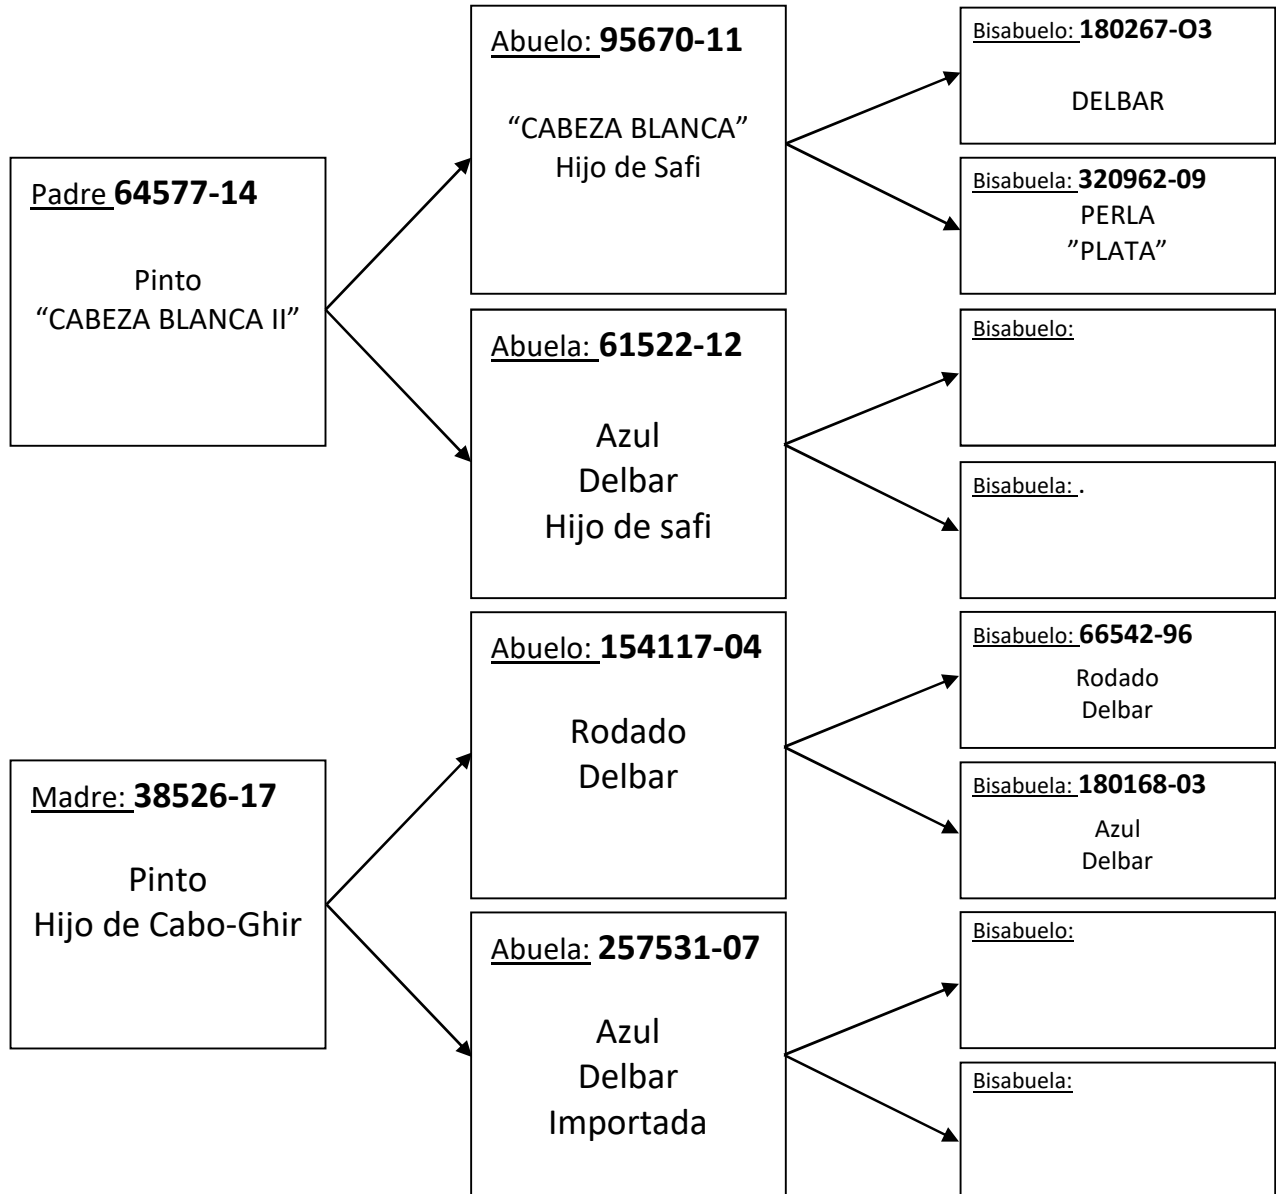 Padre 64577-14
Pinto
“CABEZA BLANCA II”
Madre: 38526-17
Pinto
Hijo de Cabo-Ghir
Abuelo: 95670-11
“CABEZA BLANCA”
Hijo de Safi
Abuela: 61522-12
Azul
Delbar
Hijo de safi
Abuelo: 154117-04
Rodado
Delbar
Abuela: 257531-07
Azul
Delbar
Importada
Bisabuelo: 180267-O3
DELBAR
Bisabuela: 320962-09
PERLA
”PLATA”
Bisabuelo:
Bisabuela: .
Bisabuelo: 66542-96
Rodado
Delbar
Bisabuela: 180168-03
Azul
Delbar
Bisabuelo:
Bisabuela: